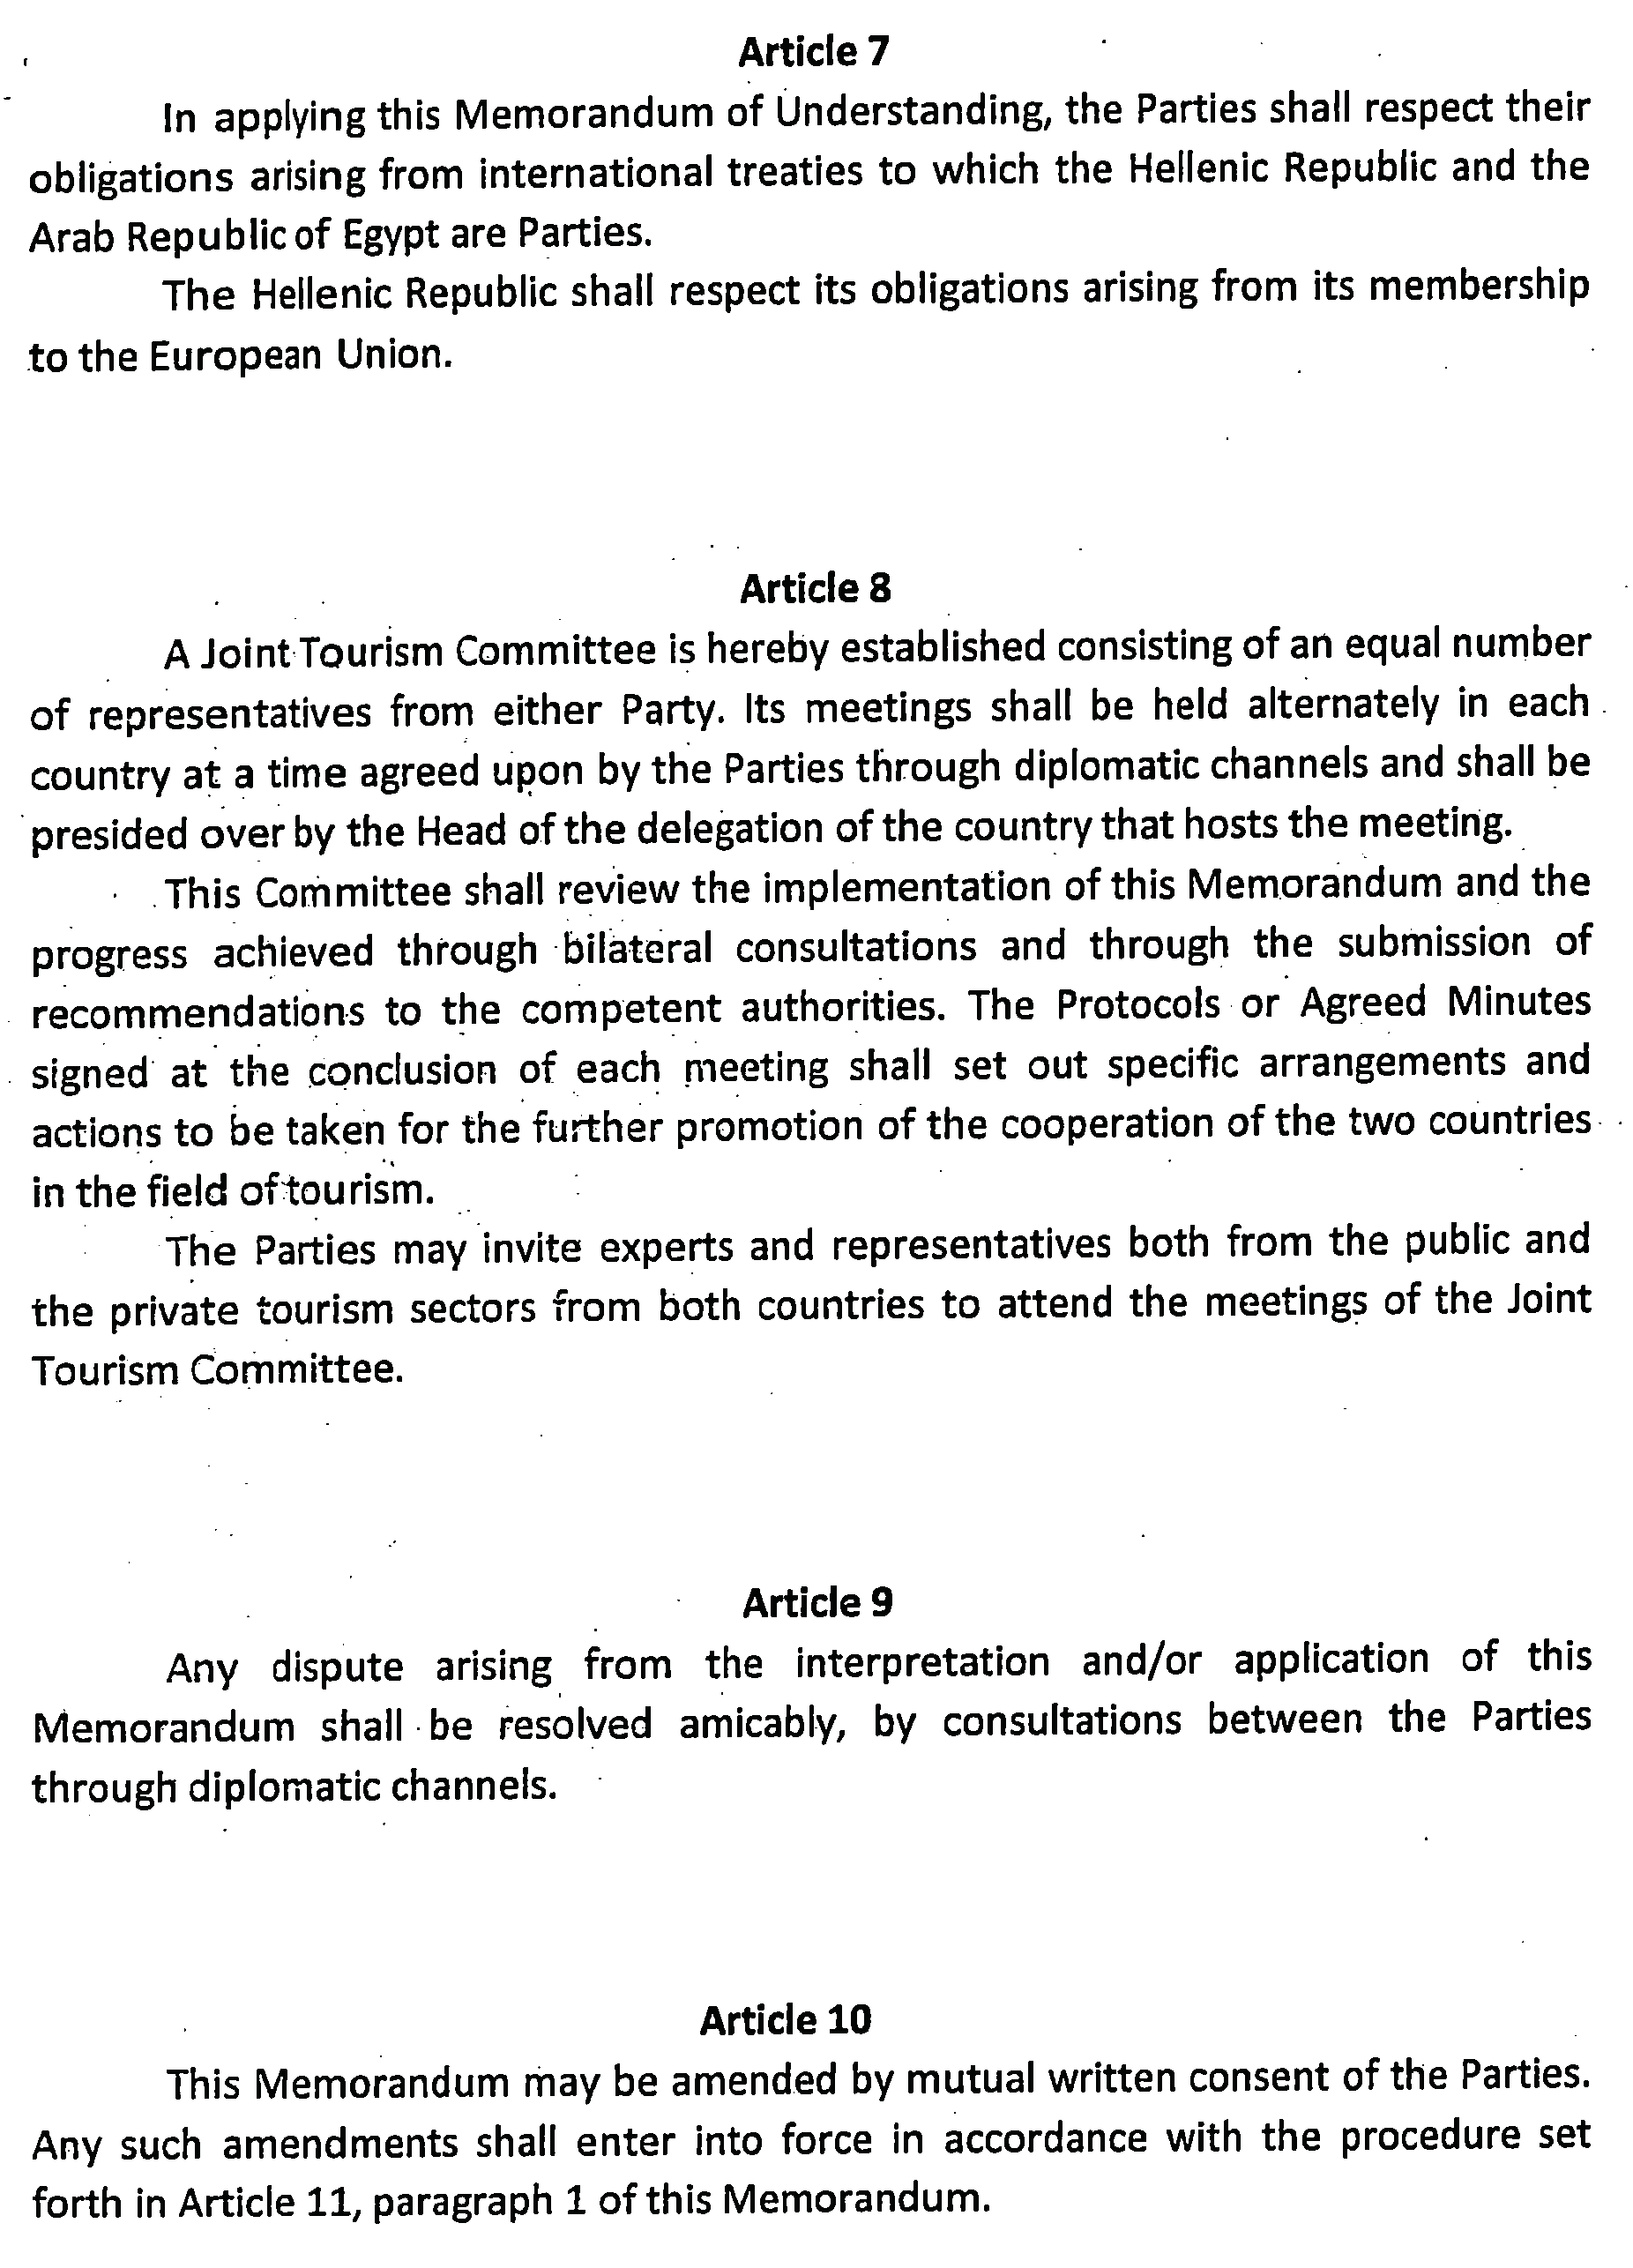 Article 7
In applying this Memorandum of Understanding, the Parties shall respect their
obligations arising from international treaties to which the Hellenic Republic and the
Arab Republic of Egypt are Parties.
The Hellenic Republic shall respect its obligations arising from its membership
to the European Union.
Article 8
A Joint Tourism Committee is hereby established consisting of an equal number
of representatives from either Party. Its meetings shall be held alternately in each
country at a time agreed upon by the Parties through diplomatic channels and shall be
presided over by the Head of the delegation of the country that hosts the meeting.
This Committee shall review the implementation of this Memorandum and the
progress achieved through bilateral consultations and through the submission of
recommendations to the competent authorities. The Protocols or Agreed Minutes
signed at the conclusion of each meeting shall set out specific arrangements and
actions to be taken for the further promotion of the cooperation of the two countries
in the field of tourism.
The Parties may invite experts and representatives both from the public and
the private tourism sectors from both countries to attend the meetings of the Joint
Tourism Committee.
Article 9
Any dispute arising from the interpretation and/or application of this
Memorandum shall be resolved amicably, by consultations between the Parties
through diplomatic channels.
Article 10
This Memorandum may be amended by mutual written consent of the Parties.
Any such amendments shall enter into force in accordance with the procedure set
forth in Article 11, paragraph 1 of this Memorandum.